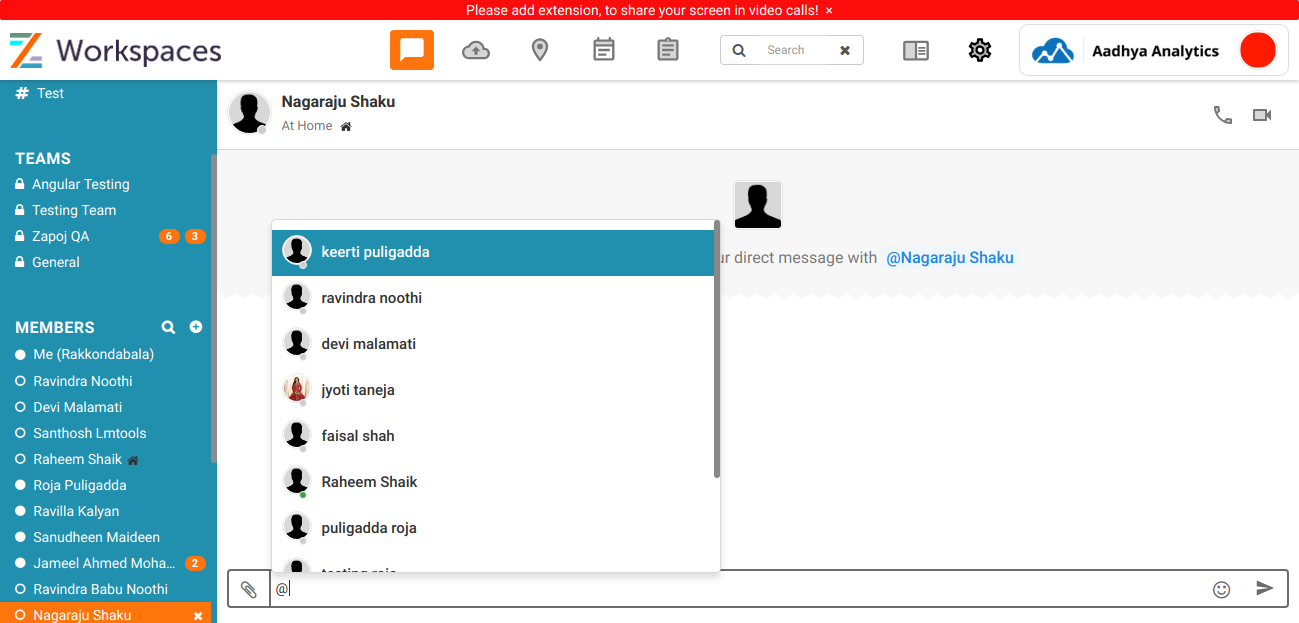 Please add extension, to share your screen in video calls! ×
Workspaces
Search
Aadhya Analytics
# Test
TEAMS
Angular Testing
Testing Team
Zapoj QA 6 3
General
MEMBERS
Me (Rakkondabala)
Ravindra Noothi
Devi Malamati
Santhosh Lmtools
Raheem Shaik
Roja Puligadda
Ravilla Kalyan
Sanudheen Maideen
Jameel Ahmed Moha... 2
Ravindra Babu Noothi
Nagaraju Shaku
Nagaraju Shaku
At Home
direct message with @Nagaraju Shaku
keerti puligadda
ravindra noothi
devi malamati
jyoti taneja
faisal shah
Raheem Shaik
puligadda roja
@